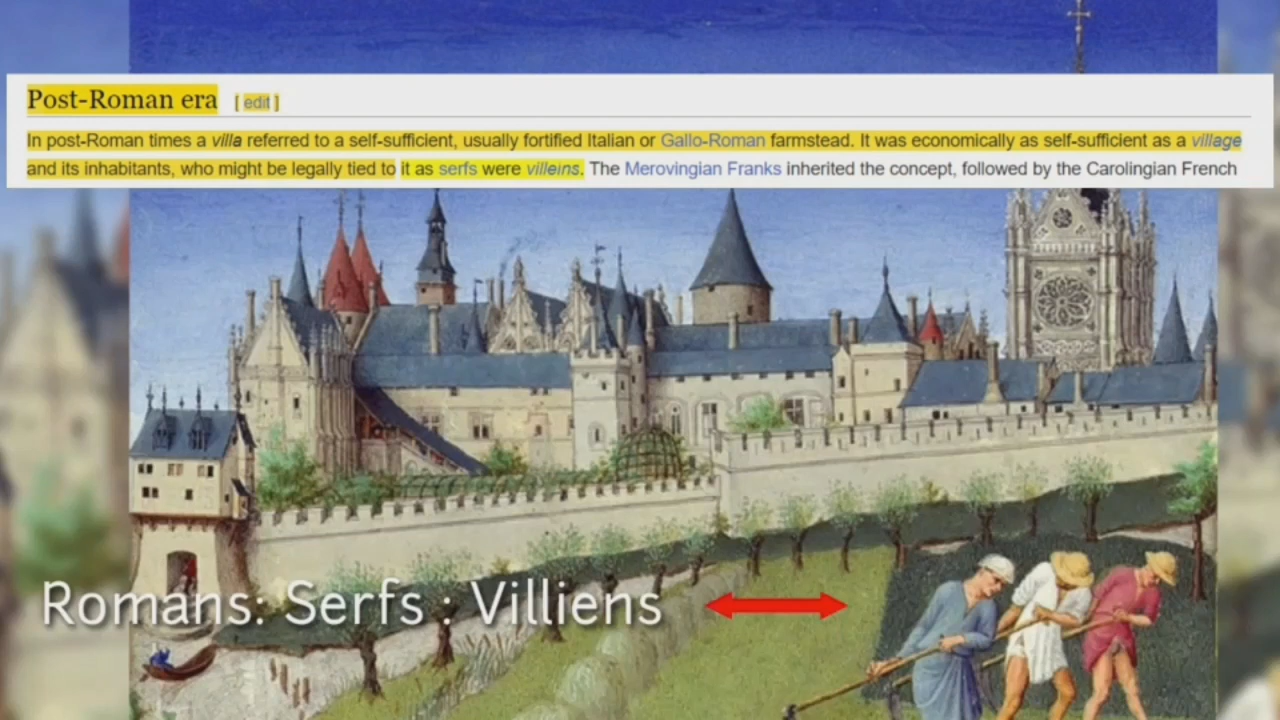 Post-Roman era [ edit ]
In post-Roman times a villa referred to a self-sufficient, usually fortified Italian or Gallo-Roman farmstead. It was economically as self-sufficient as a village
and its inhabitants, who might be legally tied to it as serfs were villeins. The Merovingian Franks inherited the concept, followed by the Carolingian French
Romans: Serfs : Villiens